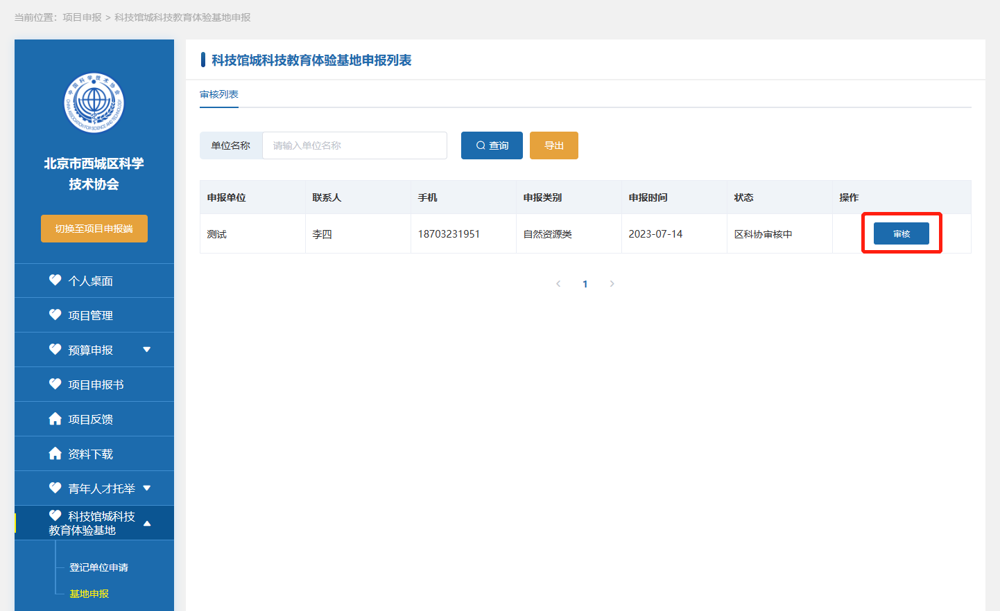 当前位置：项目申报 > 科技馆城科技教育体验基地申报
中国科学技术协会
CHINA ASSOCIATION FOR SCIENCE AND TECHNOLOGY
北京市西城区科学
技术协会
切换至项目申报端
个人桌面
项目管理
预算申报
项目申报书
项目反馈
资料下载
青年人才托举
科技馆城科技
教育体验基地
登记单位申请
基地申报
科技馆城科技教育体验基地申报列表
审核列表
单位名称 请输入单位名称 查询 导出
申报单位 联系人 手机 申报类别 申报时间 状态 操作
测试 李四 18703231951 自然资源类 2023-07-14 区科协审核中 审核
< 1 >